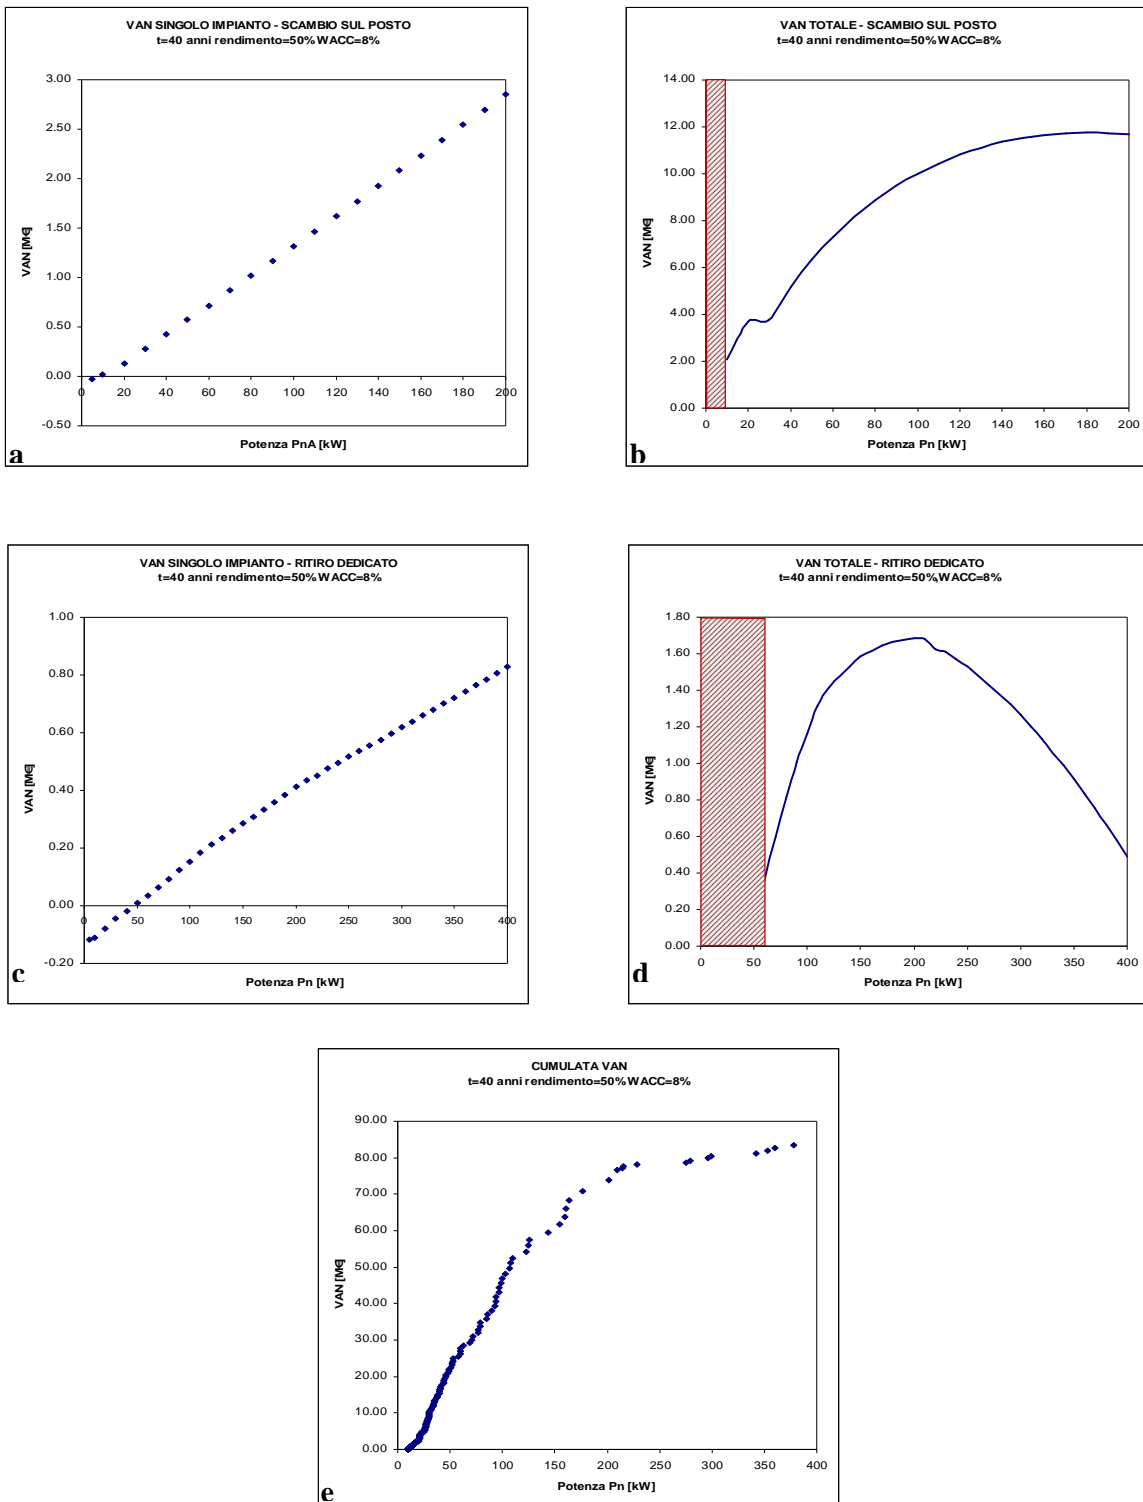 VAN SINGOLO IMPIANTO - SCAMBIO SUL POSTO
t=40 anni rendimento=50% WACC=8%
3.00
2.50
2.00
1.50
1.00
0.50
0.00
-0.50
0 20 40 60 80 100 120 140 160 180 200
VAN [M€]
Potenza PnA [kW]
a
VAN TOTALE - SCAMBIO SUL POSTO
t=40 anni rendimento=50% WACC=8%
14.00
12.00
10.00
8.00
6.00
4.00
2.00
0.00
0 20 40 60 80 100 120 140 160 180 200
VAN [M€]
Potenza Pn [kW]
b
VAN SINGOLO IMPIANTO - RITIRO DEDICATO
t=40 anni rendimento=50% WACC=8%
1.00
0.80
0.60
0.40
0.20
0.00
-0.20
0 50 100 150 200 250 300 350 400
VAN [M€]
Potenza Pn [kW]
c
VAN TOTALE - RITIRO DEDICATO
t=40 anni rendimento=50%,WACC=8%
1.80
1.60
1.40
1.20
1.00
0.80
0.60
0.40
0.20
0.00
0 50 100 150 200 250 300 350 400
VAN [M€]
Potenza Pn [kW]
d
CUMULATA VAN
t=40 anni rendimento=50% WACC=8%
90.00
80.00
70.00
60.00
50.00
40.00
30.00
20.00
10.00
0.00
0 50 100 150 200 250 300 350 400
VAN [M€]
Potenza Pn [kW]
e